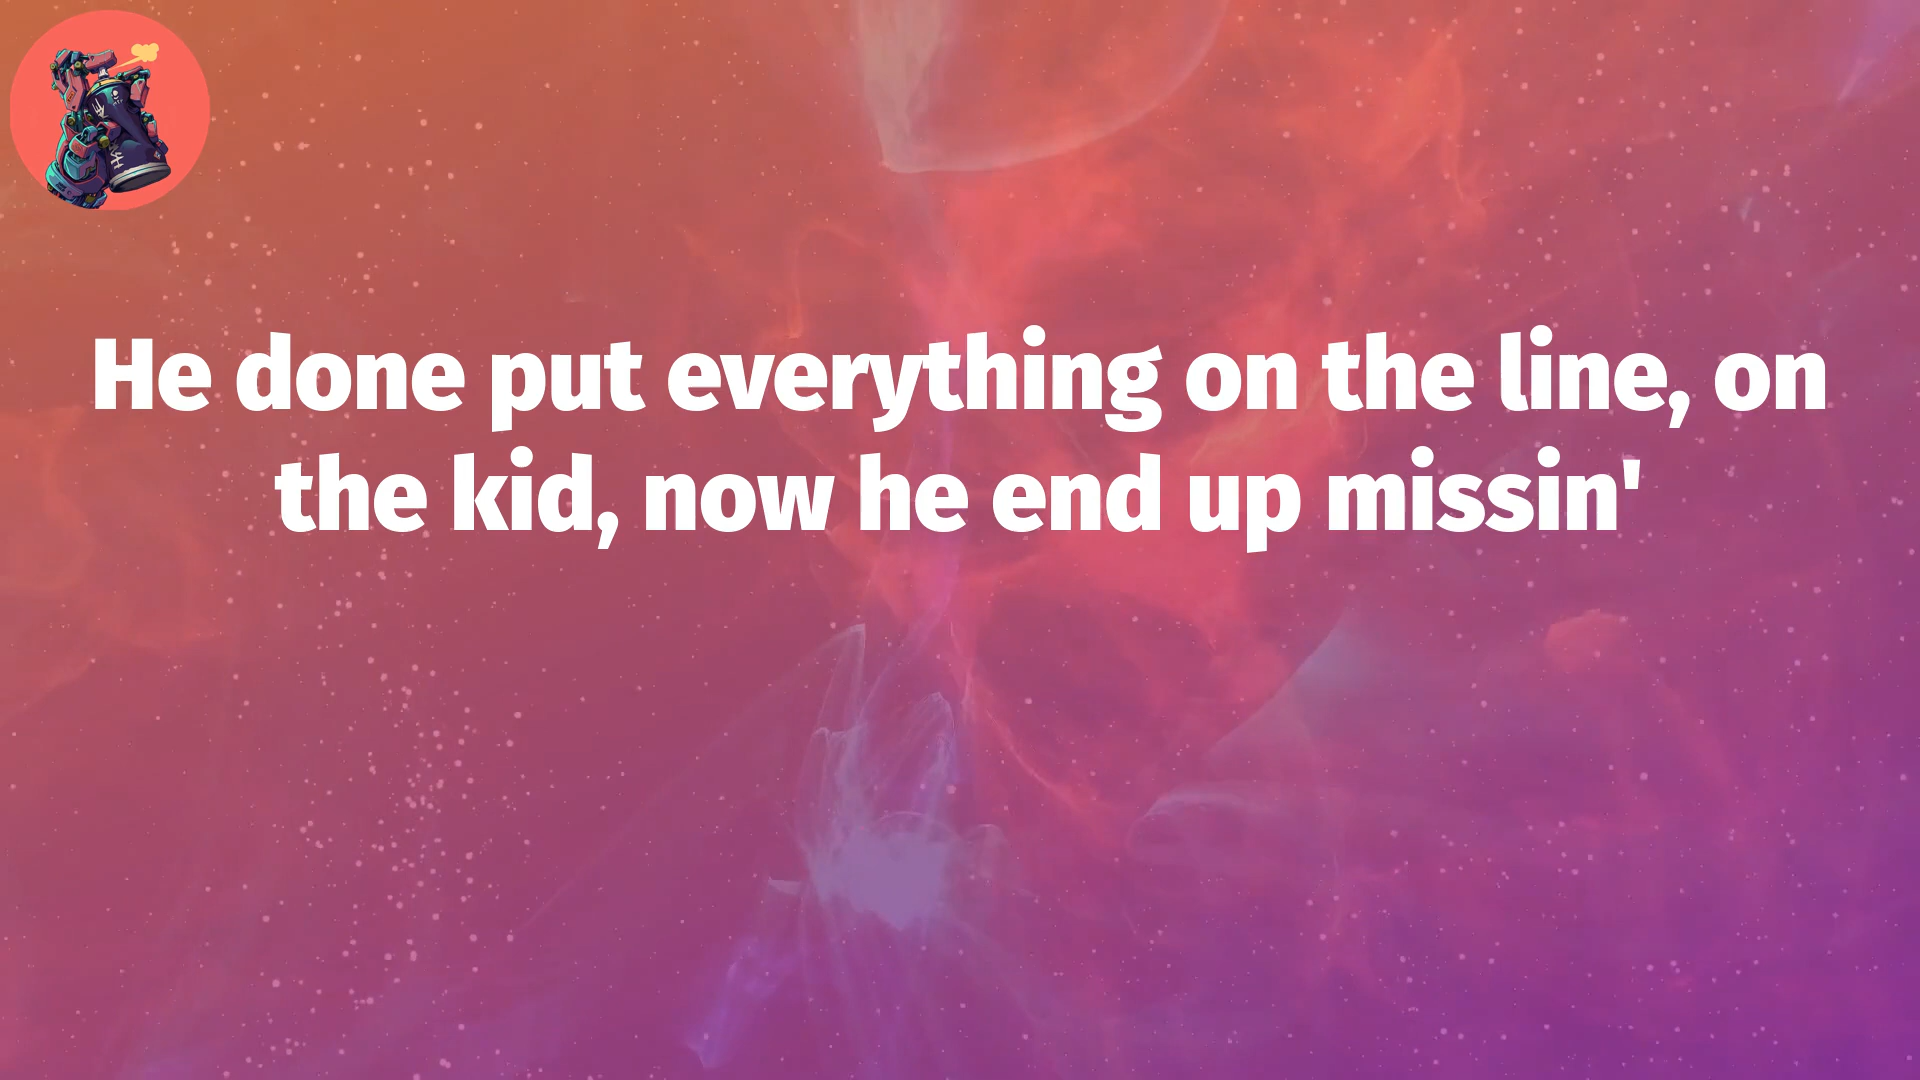 He done put everything on the line, on
the kid, now he end up missin'